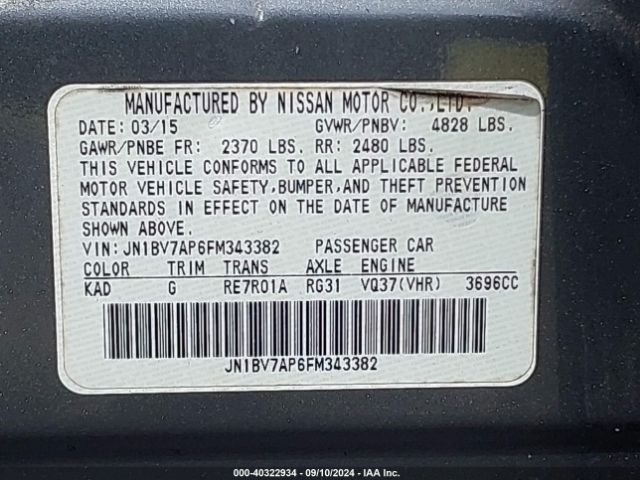 MANUFACTURED BY NISSAN MOTOR CO.,LTD.
DATE: 03/15 GVWR/PNBV: 4828 LBS.
GAWR/PNBE FR: 2370 LBS. RR: 2480 LBS.
THIS VEHICLE CONFORMS TO ALL APPLICABLE FEDERAL
MOTOR VEHICLE SAFETY,BUMPER,AND THEFT PREVENTION
STANDARDS IN EFFECT ON THE DATE OF MANUFACTURE
SHOWN ABOVE.
VIN: JN1BV7AP6FM343382 PASSENGER CAR
COLOR TRIM TRANS AXLE ENGINE
KAD G RE7R01A RG31 VQ37(VHR) 3696CC
JN1BV7AP6FM343382
000-40322934 - 09/10/2024 - IAA Inc.